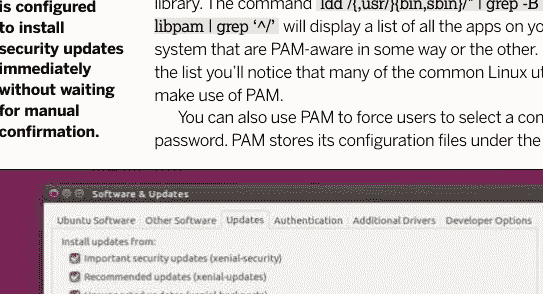 is configured
to install
security updates
immediately
without waiting
for manual
confirmation.
library. The command ldd /{,usr/}{bin,sbin}/* | grep -B
libpam | grep ‘^/’ will display a list of all the apps on yo
system that are PAM-aware in some way or the other.
the list you’ll notice that many of the common Linux ut
make use of PAM.
You can also use PAM to force users to select a con
password. PAM stores its configuration files under the
Software & Updates
Ubuntu Software Other Software Updates Authentication Additional Drivers Developer Options
Install updates from:
Important security updates (xenial-security)
Recommended updates (xenial-updates)